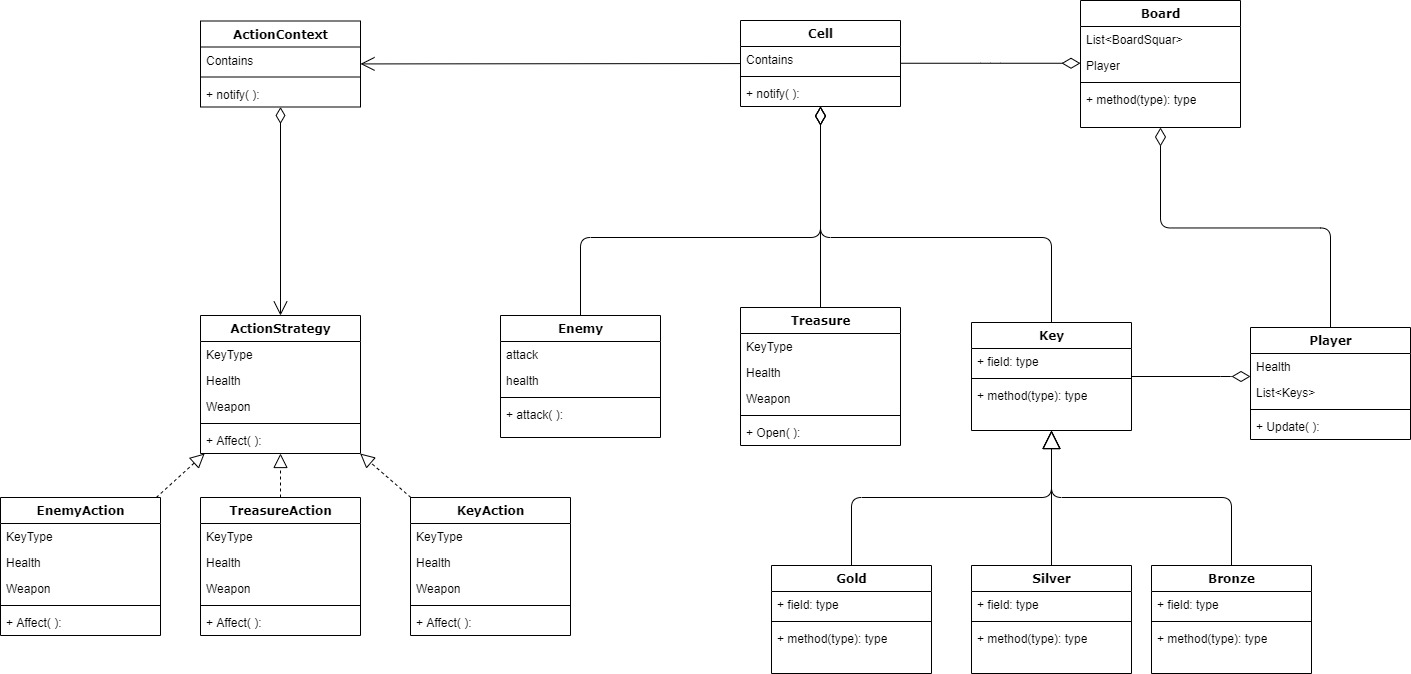 ActionContext
Contains
+ notify( ):
Cell
Contains
+ notify( ):
Board
List<BoardSquar>
Player
+ method(type): type
ActionStrategy
KeyType
Health
Weapon
+ Affect( ):
Enemy
attack
health
+ attack( ):
Treasure
KeyType
Health
Weapon
+ Open( ):
Key
+ field: type
+ method(type): type
Player
Health
List<Keys>
+ Update( ):
EnemyAction
KeyType
Health
Weapon
+ Affect( ):
TreasureAction
KeyType
Health
Weapon
+ Affect( ):
KeyAction
KeyType
Health
Weapon
+ Affect( ):
Gold
+ field: type
+ method(type): type
Silver
+ field: type
+ method(type): type
Bronze
+ field: type
+ method(type): type